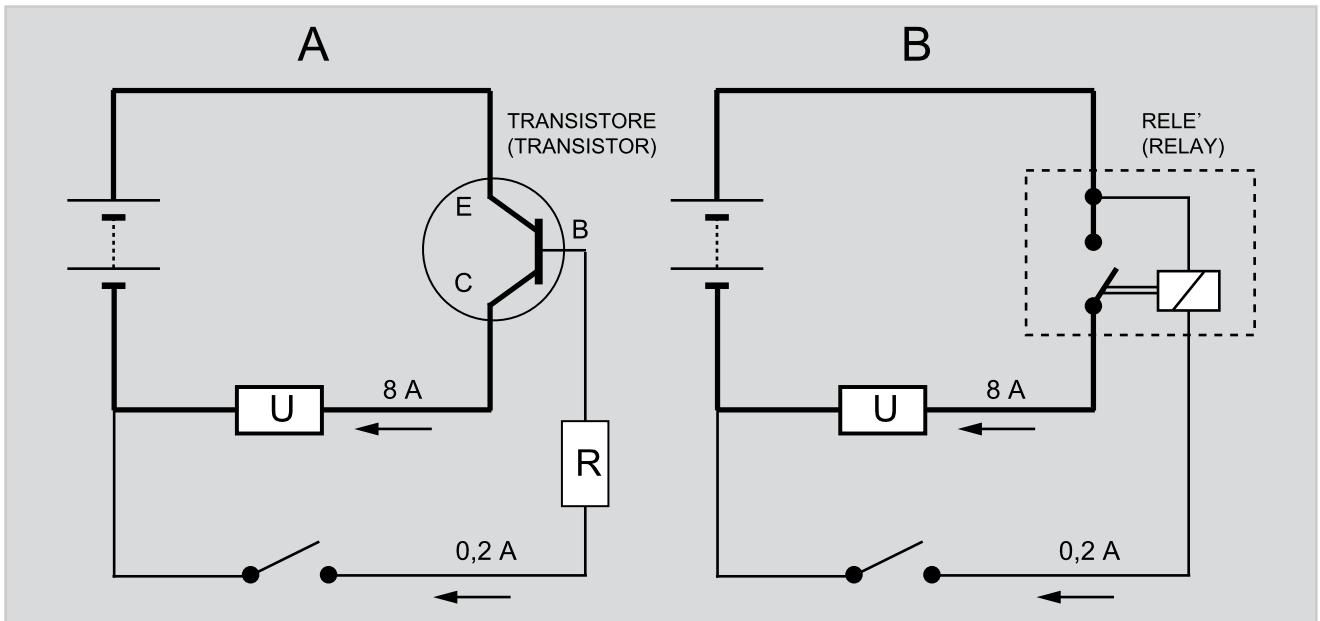 A
B
TRANSISTORE
(TRANSISTOR)
E
B
C
8 A
U
R
0,2 A
RELE’
(RELAY)
8 A
U
0,2 A